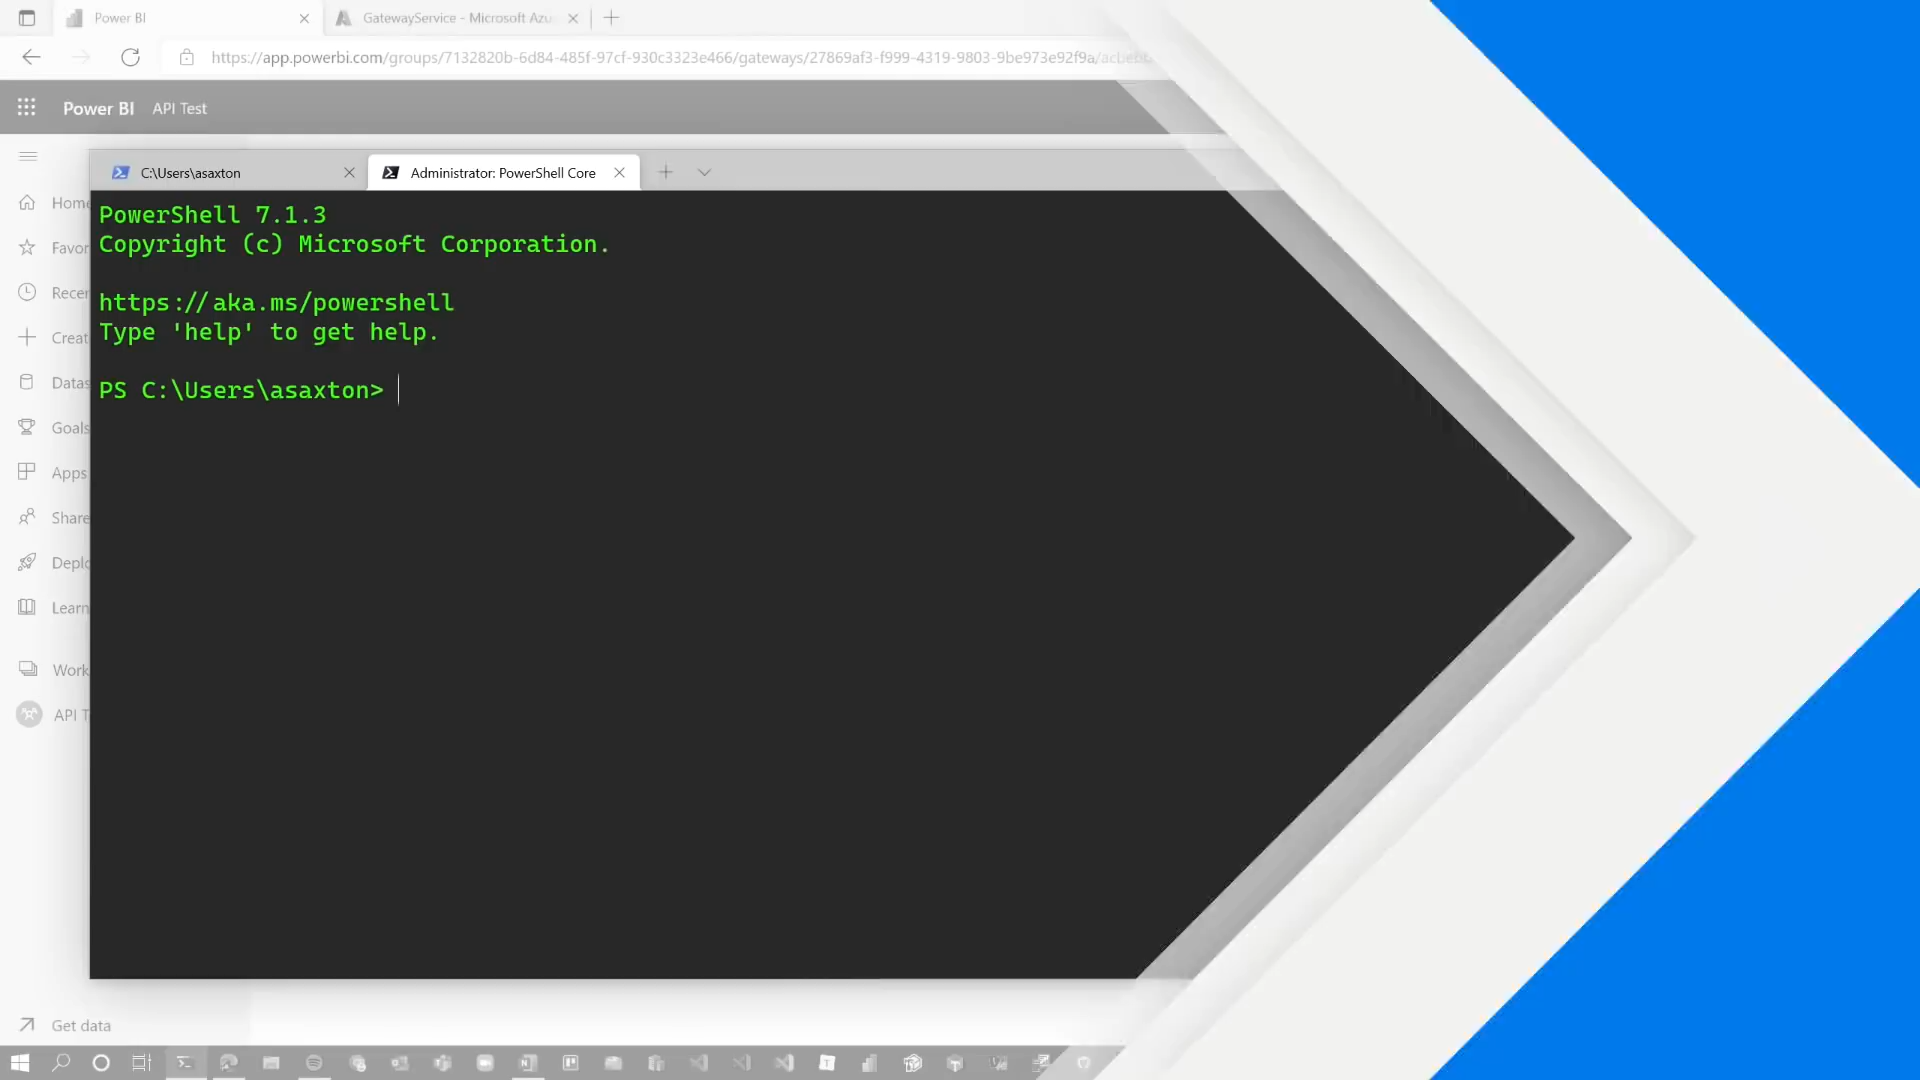 Power BI
GatewayService - Microsoft Azu
https://app.powerbi.com/groups/7132820b-6d84-485f-97cf-930c3323e466/gateways/27869af3-f999-4319-9803-9be973e92f9a/
Power BI API Test
C:\Users\asaxton
Administrator: PowerShell Core
PowerShell 7.1.3
Copyright (c) Microsoft Corporation.
https://aka.ms/powershell
Type 'help' to get help.
PS C:\Users\asaxton>
Home
Favor
Recen
Creat
Datas
Goals
Apps
Share
Deplo
Learn
Work
API T
Get data